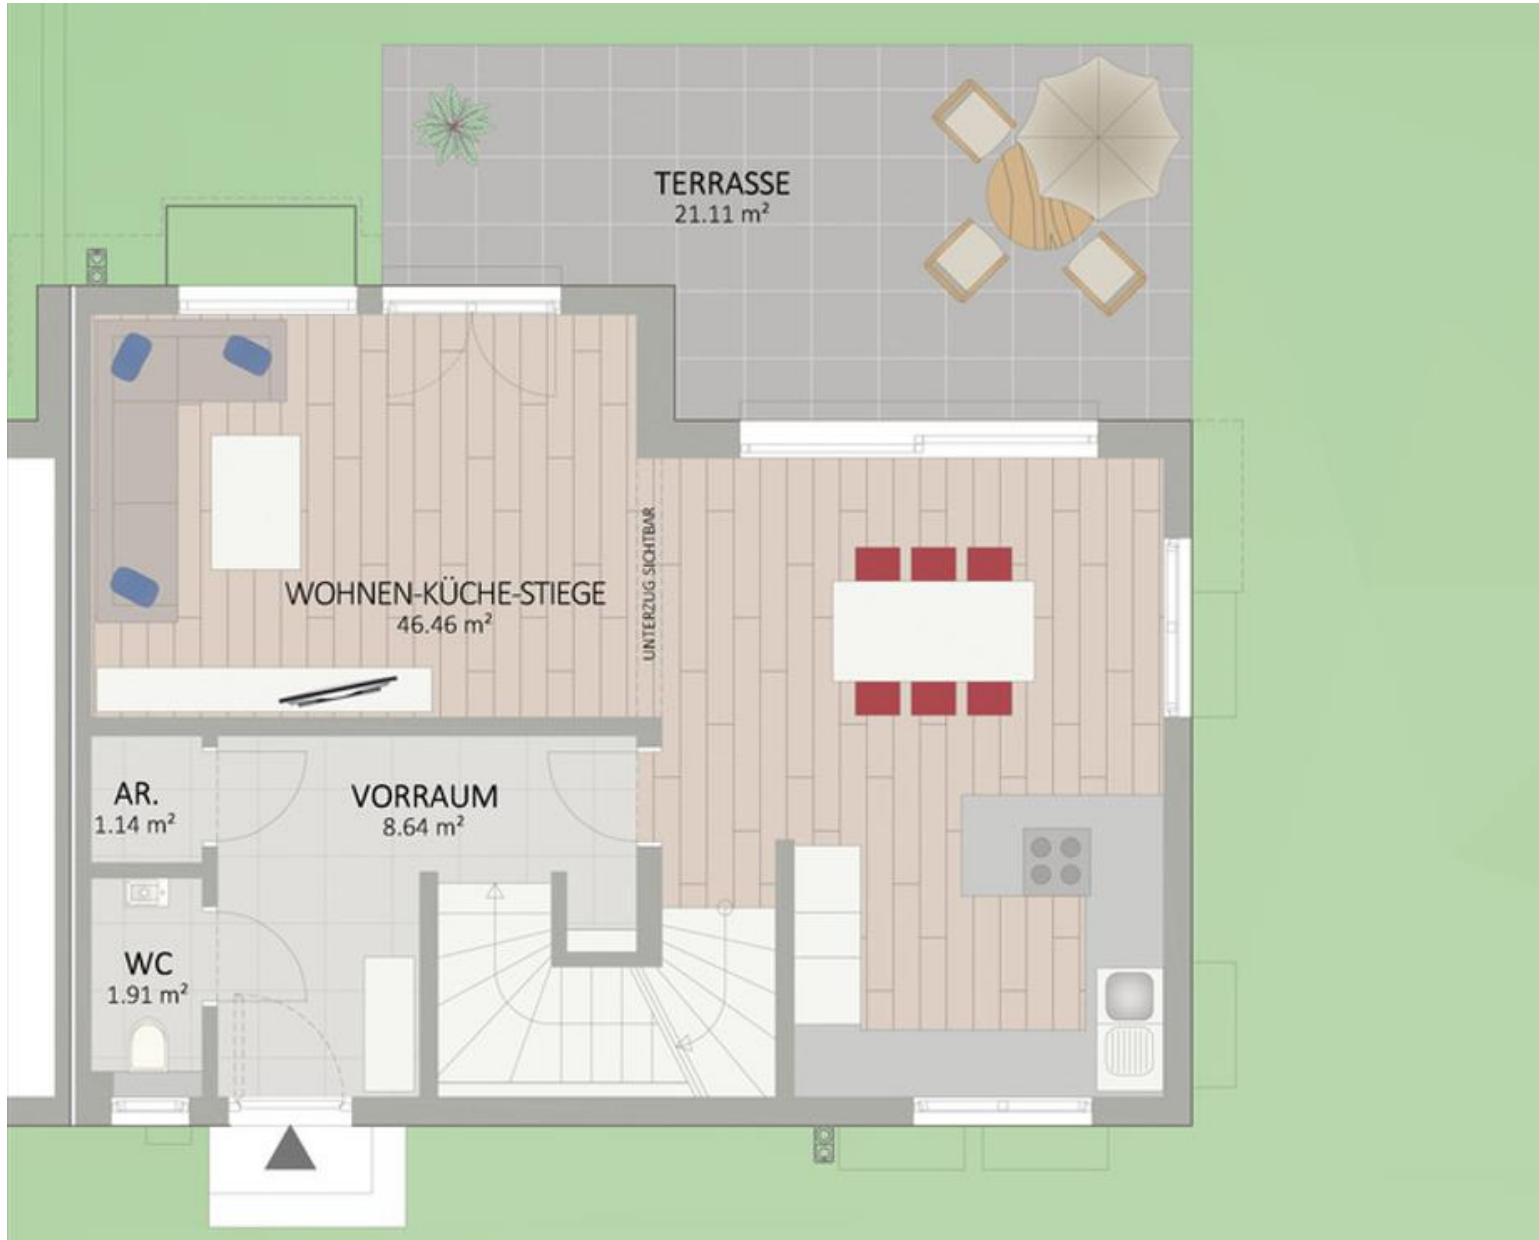 TERRASSE
21.11 m²
UNTERZUG SICHTBAR
WOHNEN-KÜCHE-STIEGE
46.46 m²
AR.
1.14 m²
VORRAUM
8.64 m²
WC
1.91 m²